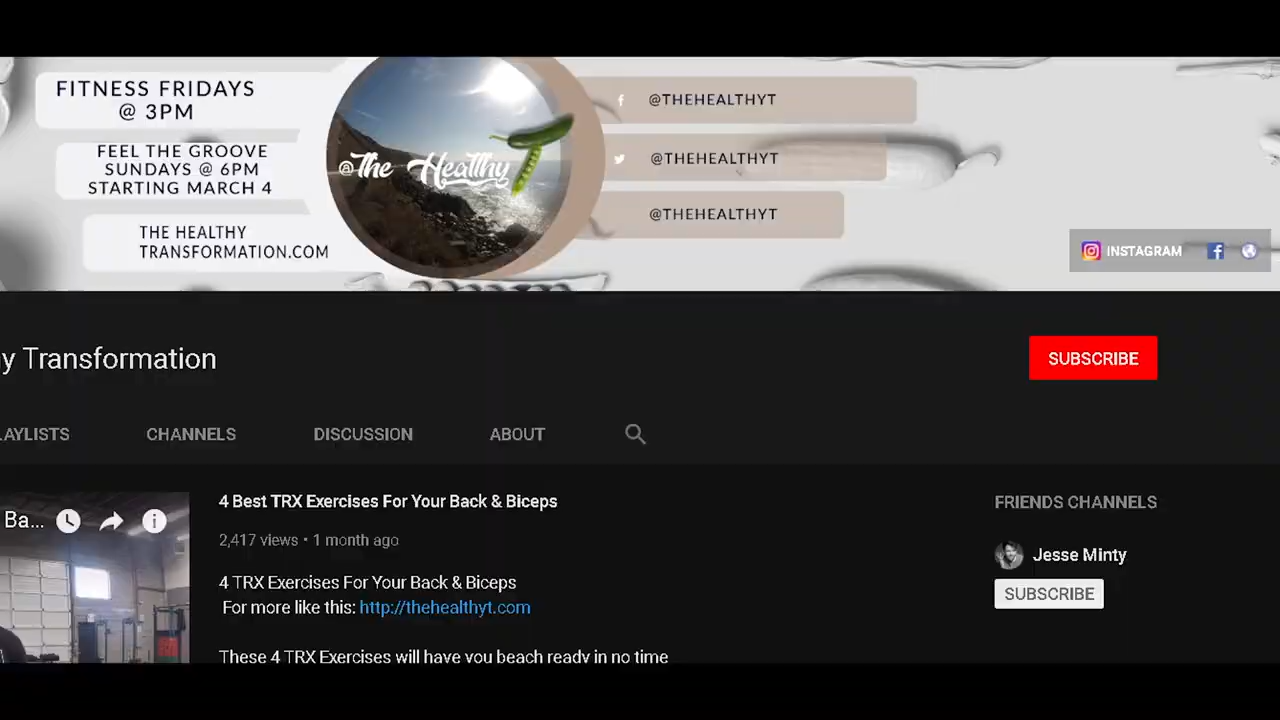 FITNESS FRIDAYS
@ 3PM
FEEL THE GROOVE
SUNDAYS @ 6PM
STARTING MARCH 4
THE HEALTHY
TRANSFORMATION.COM
@The Healthy
@THEHEALTHYT
@THEHEALTHYT
@THEHEALTHYT
INSTAGRAM
y Transformation
SUBSCRIBE
LAYLISTS
CHANNELS
DISCUSSION
ABOUT
Ba...
4 Best TRX Exercises For Your Back & Biceps
2,417 views • 1 month ago
4 TRX Exercises For Your Back & Biceps
For more like this: http://thehealthyt.com
These 4 TRX Exercises will have you beach ready in no time
FRIENDS CHANNELS
Jesse Minty
SUBSCRIBE